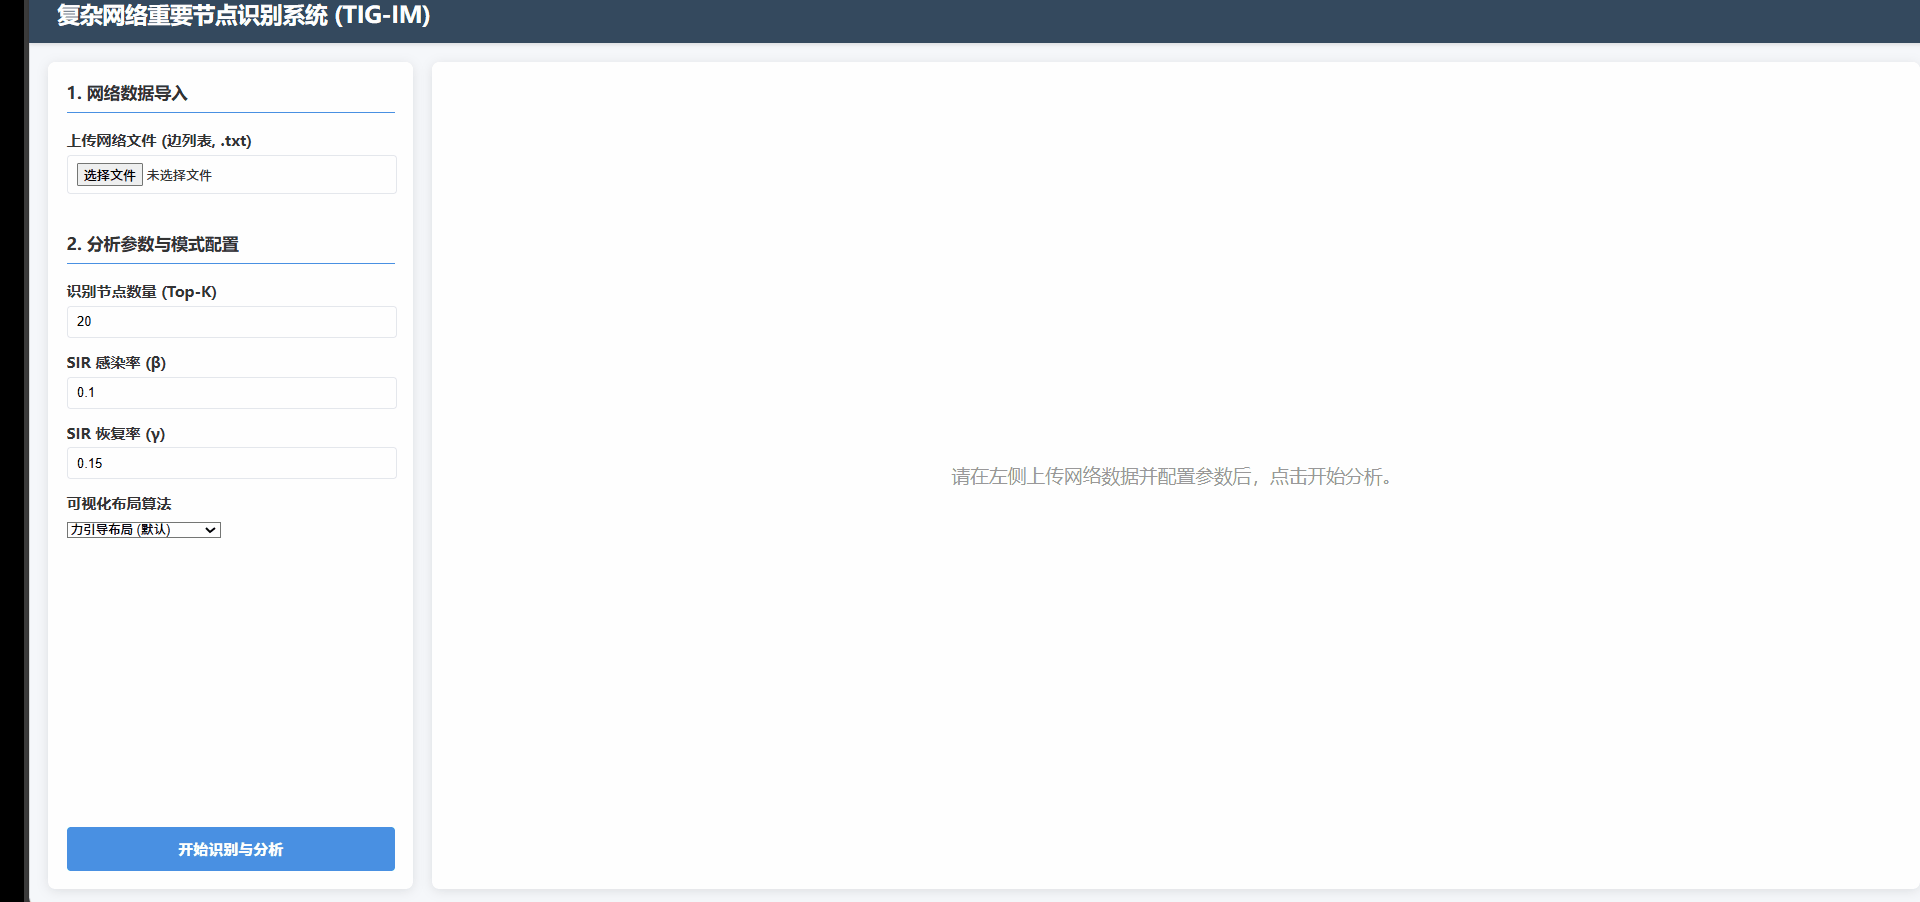 复杂网络重要节点识别系统 (TIG-IM)
1. 网络数据导入
上传网络文件 (边列表, .txt)
选择文件 未选择文件
2. 分析参数与模式配置
识别节点数量 (Top-K)
20
SIR 感染率 (β)
0.1
SIR 恢复率 (γ)
0.15
可视化布局算法
力引导布局 (默认)
开始识别与分析
请在左侧上传网络数据并配置参数后，点击开始分析。